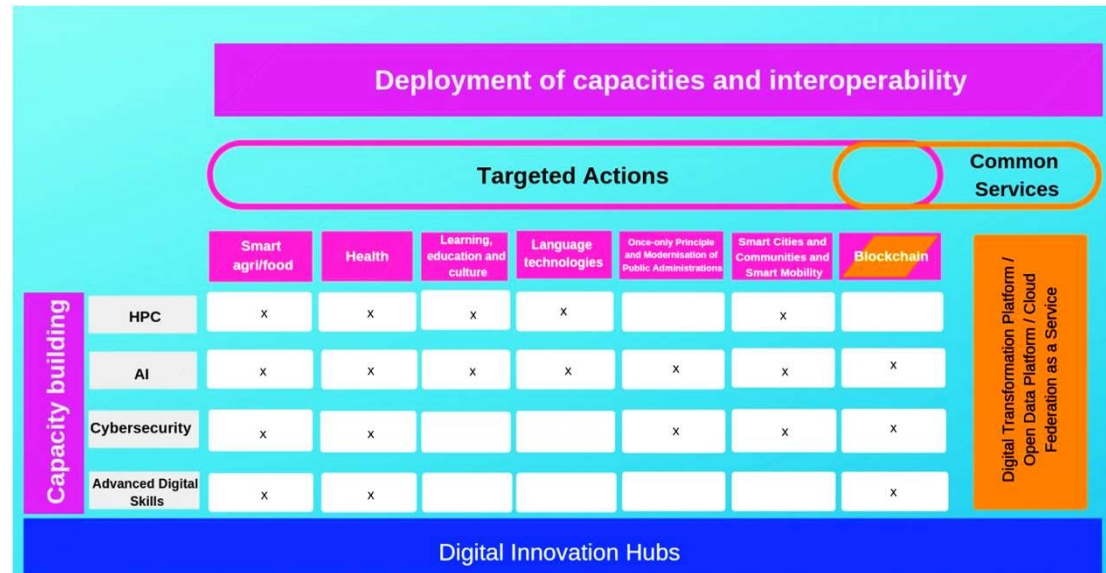 Deployment of capacities and interoperability
Targeted Actions
Common
Services
Smart
agri/food
Health
Learning,
education and
culture
Language
technologies
Once-only Principle
and Modernisation of
Public Administrations
Smart Cities and
Communities and
Smart Mobility
Blockchain
Capacity building
HPC
x x x x x
AI
x x x x x x x
Cybersecurity
x x x x x
Advanced Digital
Skills
x x x
Digital Transformation Platform /
Open Data Platform / Cloud
Federation as a Service
Digital Innovation Hubs